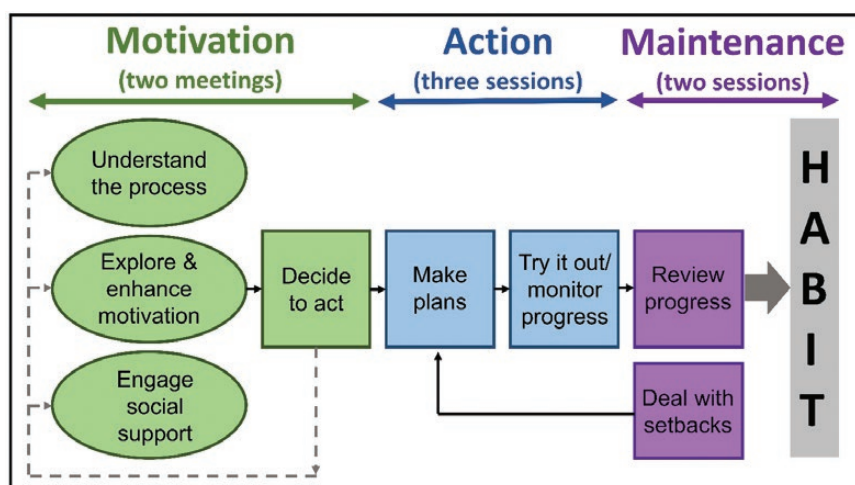 Motivation
(two meetings)
Action
(three sessions)
Maintenance
(two sessions)
Understand
the process
Explore &
enhance
motivation
Engage
social
support
Decide
to act
Make
plans
Try it out/
monitor
progress
Review
progress
Deal with
setbacks
H
A
B
I
T